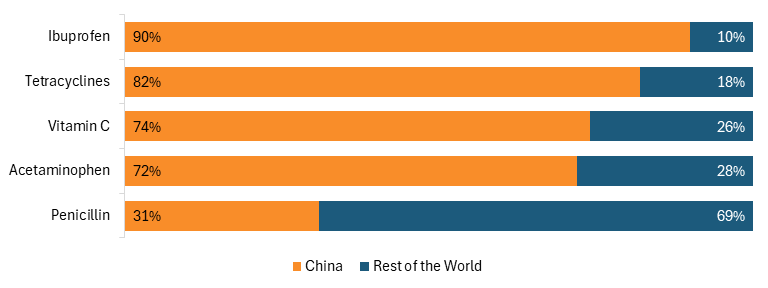 Ibuprofen 90% 10%
Tetracyclines 82% 18%
Vitamin C 74% 26%
Acetaminophen 72% 28%
Penicillin 31% 69%
China Rest of the World